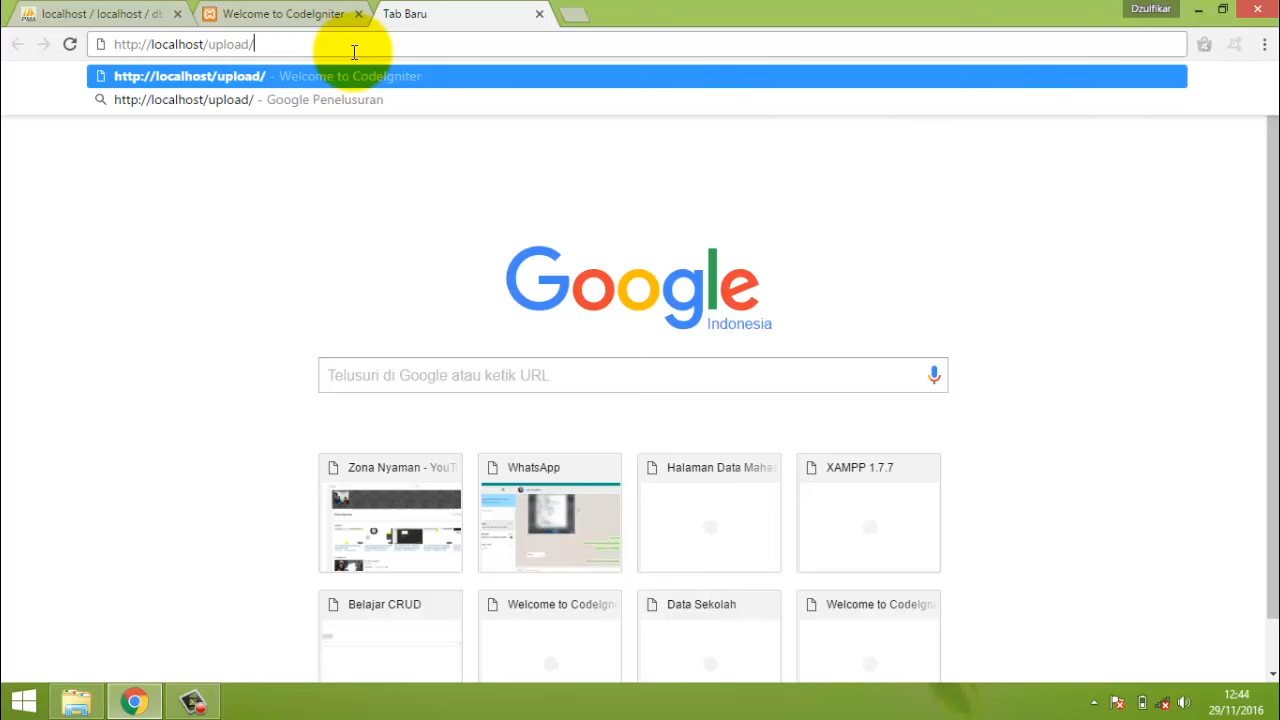 localhost / localhost / db
Welcome to CodeIgniter
Tab Baru
Dzulfikar
http://localhost/upload/
http://localhost/upload/ - Welcome to CodeIgniter
http://localhost/upload/ - Google Penelusuran
Google
Indonesia
Telusuri di Google atau ketik URL
Zona Nyaman - YouT
WhatsApp
Halaman Data Maha
XAMPP 1.7.7
Belajar CRUD
Welcome to CodeIgn
Data Sekolah
Welcome to CodeIgn
12:44
29/11/2016